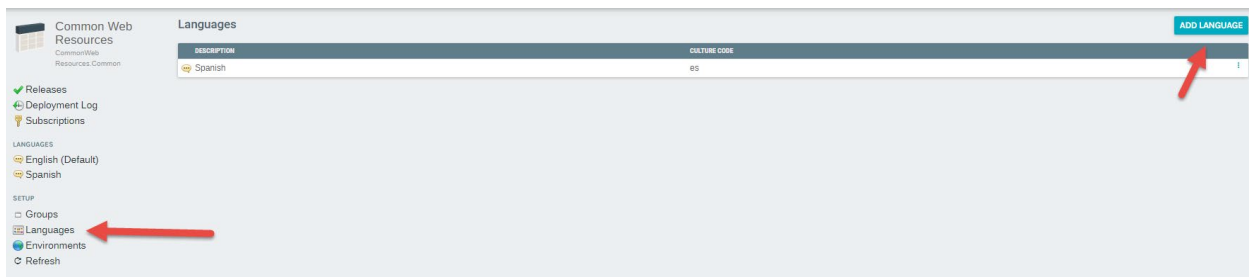 Common Web
Resources
CommonWeb
Resources.Common
Releases
Deployment Log
Subscriptions
LANGUAGES
English (Default)
Spanish
SETUP
Groups
Languages
Environments
Refresh
Languages
ADD LANGUAGE
DESCRIPTION CULTURE CODE
Spanish es